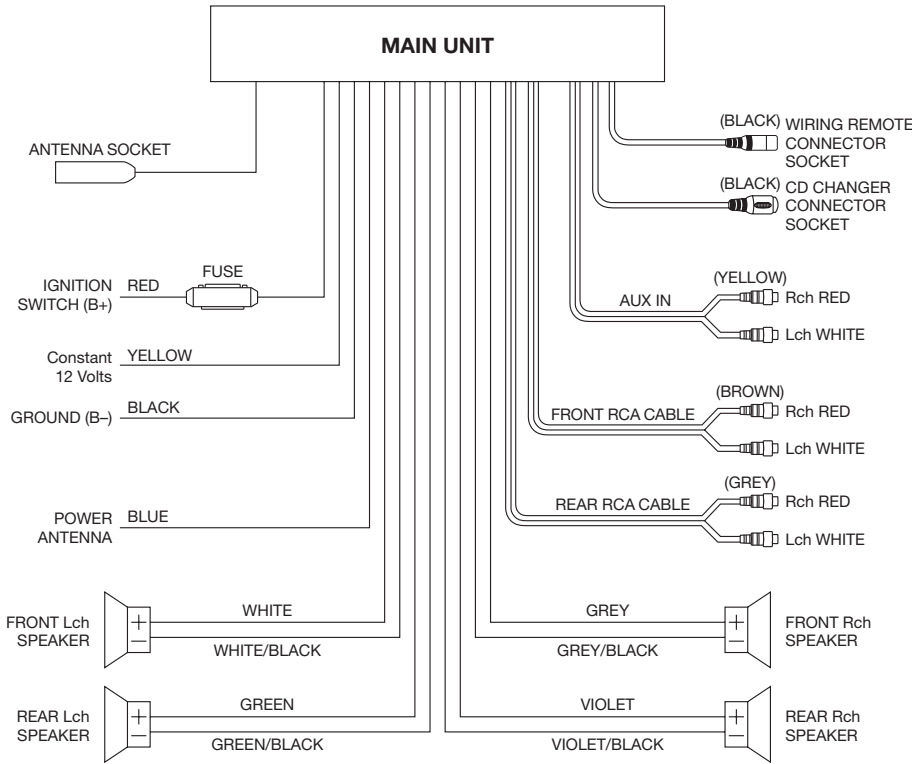 MAIN UNIT
ANTENNA SOCKET
IGNITION
SWITCH (B+)
RED
FUSE
Constant
12 Volts
YELLOW
GROUND (B–)
BLACK
POWER
ANTENNA
BLUE
FRONT Lch
SPEAKER
+
–
WHITE
WHITE/BLACK
REAR Lch
SPEAKER
+
–
GREEN
GREEN/BLACK
(BLACK) WIRING REMOTE
CONNECTOR
SOCKET
(BLACK) CD CHANGER
CONNECTOR
SOCKET
AUX IN
(YELLOW)
Rch RED
Lch WHITE
FRONT RCA CABLE
(BROWN)
Rch RED
Lch WHITE
REAR RCA CABLE
(GREY)
Rch RED
Lch WHITE
GREY
GREY/BLACK
+
–
FRONT Rch
SPEAKER
VIOLET
VIOLET/BLACK
+
–
REAR Rch
SPEAKER